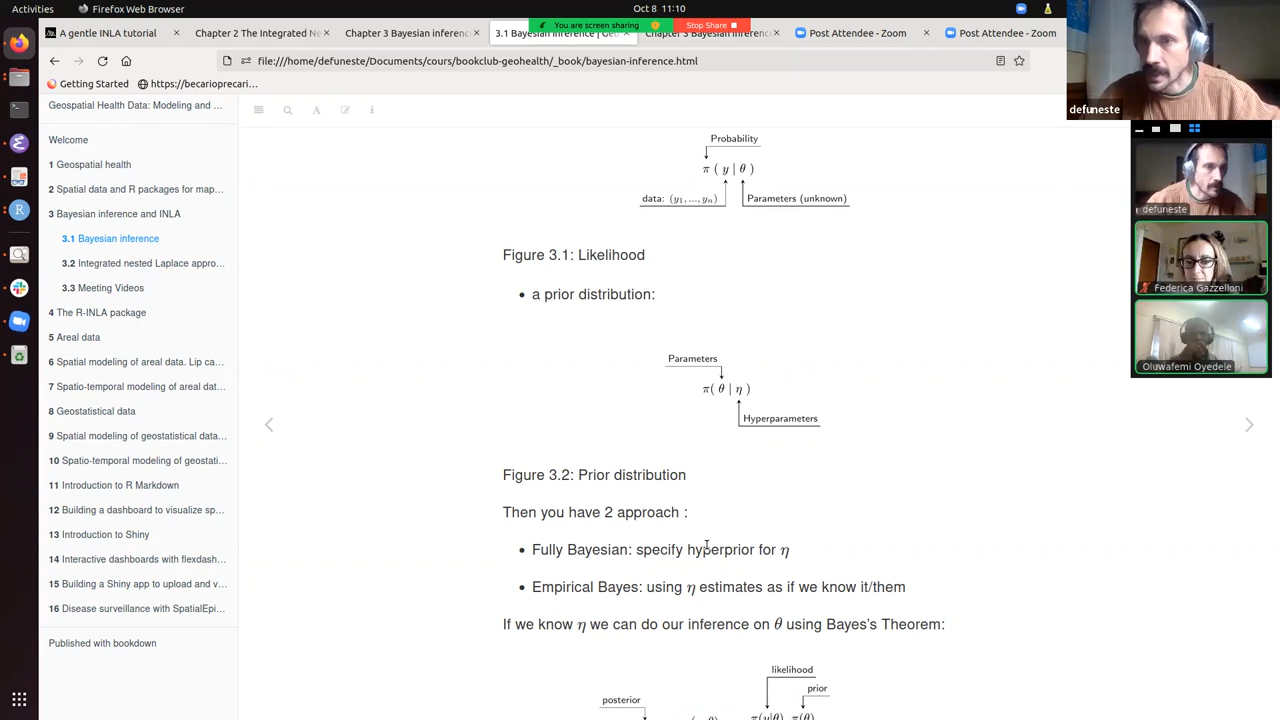 Activities
Firefox Web Browser
Oct 8 11:10
You are screen sharing
Stop Share
A gentle INLA tutorial
Chapter 2 The Integrated Ne
Chapter 3 Bayesian inferenc
3.1 Bayesian inference | Geo
Chapter 3 Bayesian inferenc
Post Attendee - Zoom
Post Attendee - Zoom
file:///home/defuneste/Documents/cours/bookclub-geohealth/_book/bayesian-inference.html
Getting Started
https://becarioprecari...
Geospatial Health Data: Modeling and ...
Welcome
1 Geospatial health
2 Spatial data and R packages for map...
3 Bayesian inference and INLA
3.1 Bayesian inference
3.2 Integrated nested Laplace appro...
3.3 Meeting Videos
4 The R-INLA package
5 Areal data
6 Spatial modeling of areal data. Lip ca...
7 Spatio-temporal modeling of areal dat...
8 Geostatistical data
9 Spatial modeling of geostatistical data...
10 Spatio-temporal modeling of geostati...
11 Introduction to R Markdown
12 Building a dashboard to visualize sp...
13 Introduction to Shiny
14 Interactive dashboards with flexdash...
15 Building a Shiny app to upload and v...
16 Disease surveillance with SpatialEpi...
Published with bookdown
Probability
π ( y | θ )
data: (y₁, ..., yₙ)
Parameters (unknown)
Figure 3.1: Likelihood
• a prior distribution:
Parameters
π( θ | η )
Hyperparameters
Figure 3.2: Prior distribution
Then you have 2 approach :
• Fully Bayesian: specify hyperprior for η
• Empirical Bayes: using η estimates as if we know it/them
If we know η we can do our inference on θ using Bayes's Theorem:
likelihood
prior
posterior
π(y|θ) π(θ)
defuneste
defuneste
Federica Gazzelloni
Oluwafemi Oyedele